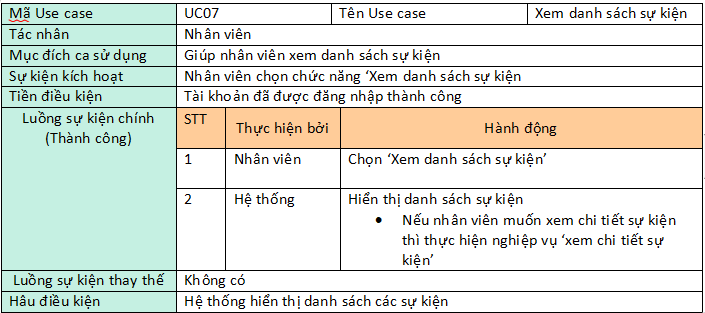 Mã Use case UC07 Tên Use case Xem danh sách sự kiện
Tác nhân Nhân viên
Mục đích ca sử dụng Giúp nhân viên xem danh sách sự kiện
Sự kiện kích hoạt Nhân viên chọn chức năng ‘Xem danh sách sự kiện
Tiền điều kiện Tài khoản đã được đăng nhập thành công
Luồng sự kiện chính
(Thành công)
STT Thực hiện bởi Hành động
1 Nhân viên Chọn ‘Xem danh sách sự kiện’
2 Hệ thống Hiển thị danh sách sự kiện
• Nếu nhân viên muốn xem chi tiết sự kiện
thì thực hiện nghiệp vụ ‘xem chi tiết sự
kiện’
Luồng sự kiện thay thế Không có
Hâu điều kiện Hệ thống hiển thị danh sách các sự kiện